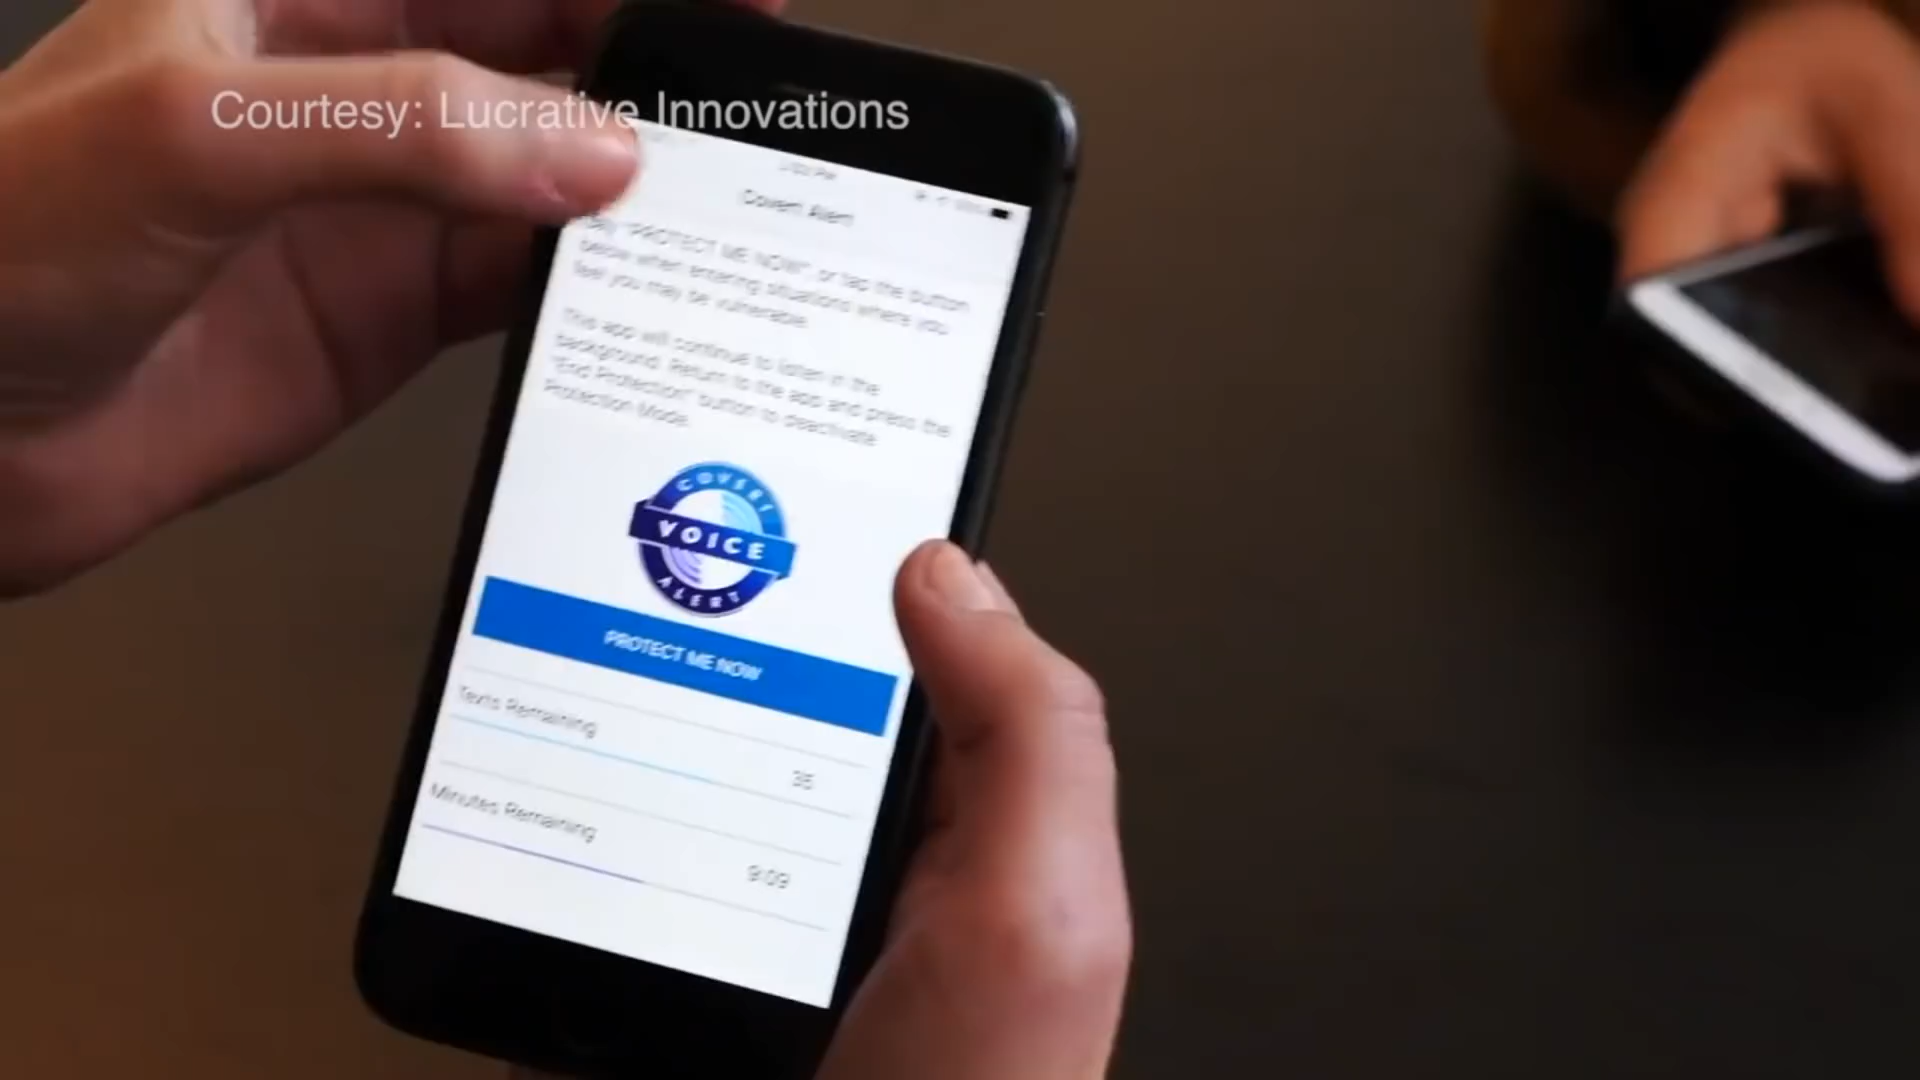 Courtesy: Lucrative Innovations
Covert Alert
Say "PROTECT ME NOW", or tap the button
below when entering situations where you
feel you may be vulnerable.
This app will continue to listen in the
background. Return to the app and press the
"End Protection" button to deactivate
Protection Mode.
COVERT
VOICE
ALERT
PROTECT ME NOW
Texts Remaining
35
Minutes Remaining
9:09